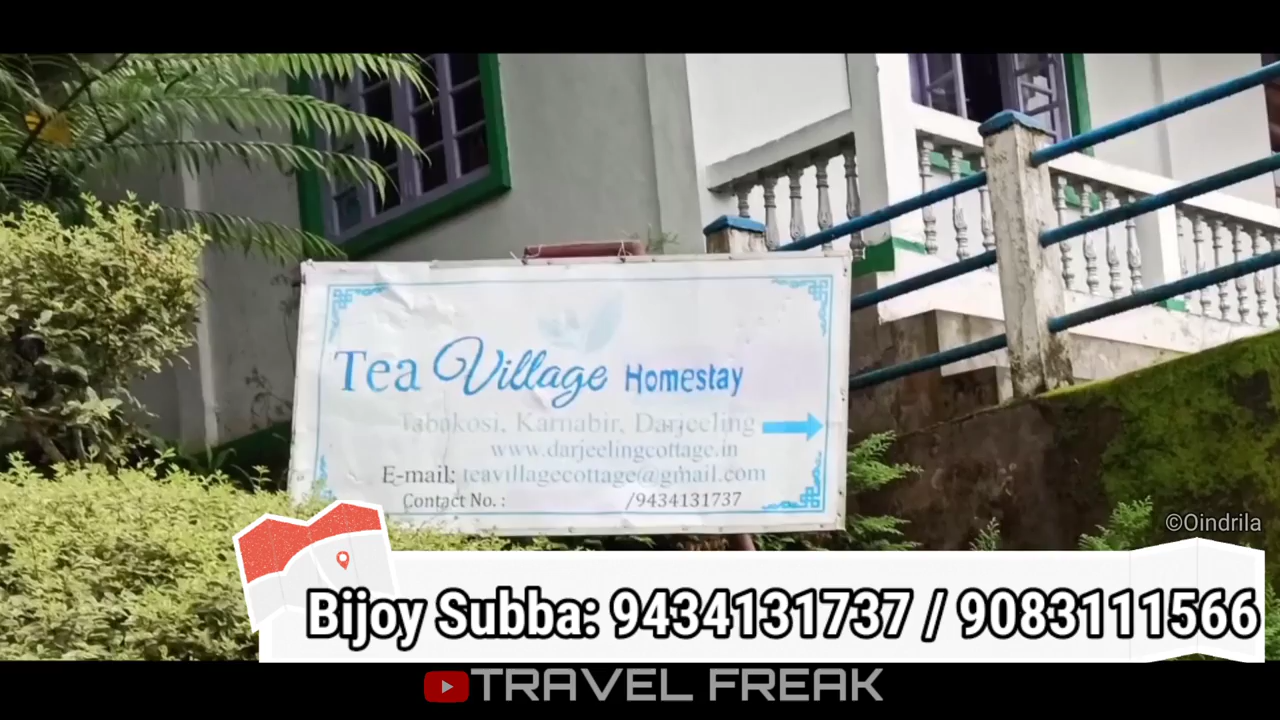 Tea Village Homestay
Tabakosi, Karnabir, Darjeeling
www.darjeelingcottage.in
E-mail: teavillagecottage@gmail.com
Contact No. : /9434131737
©Oindrila
Bijoy Subba: 9434131737 / 9083111566
TRAVEL FREAK